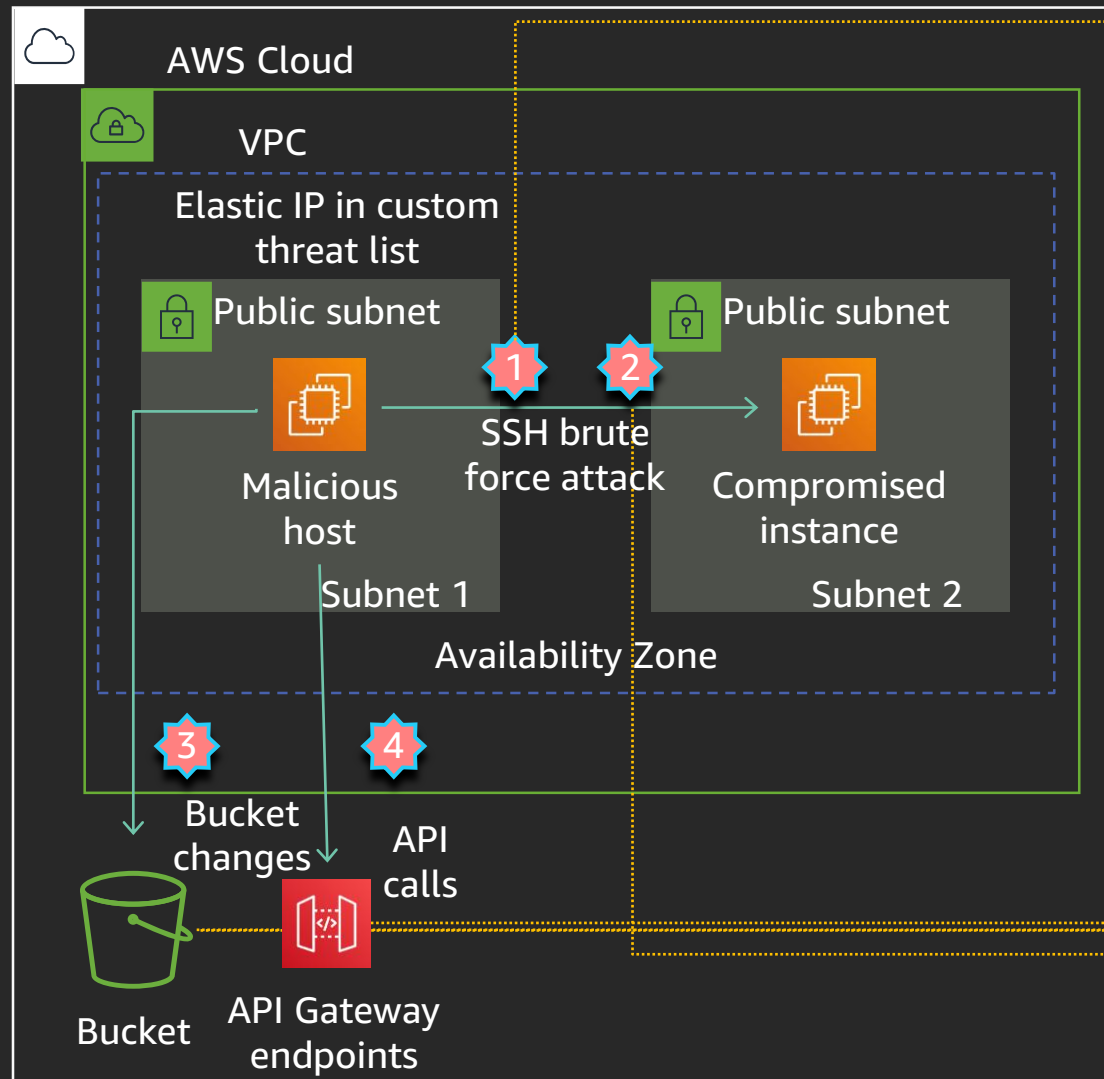 AWS Cloud
VPC
Elastic IP in custom
threat list
Public subnet
Public subnet
1
2
SSH brute
force attack
Malicious
host
Compromised
instance
Subnet 1
Subnet 2
Availability Zone
3
4
Bucket
changes
API
calls
</>
Bucket
API Gateway
endpoints